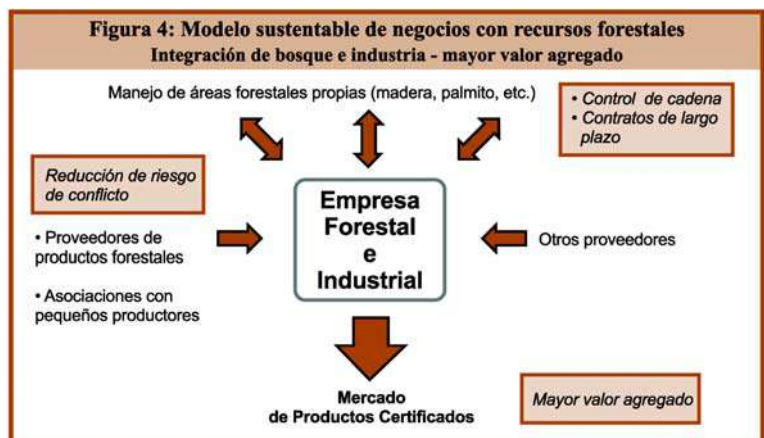 Figura 4: Modelo sustentable de negocios con recursos forestales
Integración de bosque e industria - mayor valor agregado
Manejo de áreas forestales propias (madera, palmito, etc.)
• Control de cadena
• Contratos de largo
plazo
Reducción de riesgo
de conflicto
Empresa
Forestal
e
Industrial
• Proveedores de
productos forestales
• Asociaciones con
pequeños productores
Otros proveedores
Mercado
de Productos Certificados
Mayor valor agregado